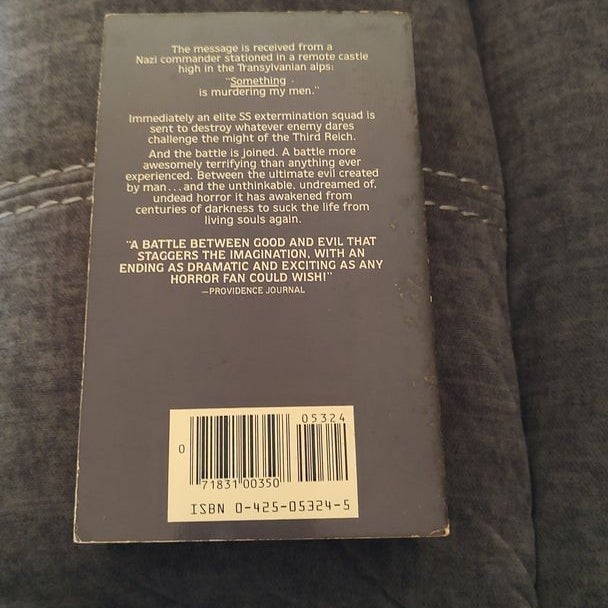 The message is received from a
Nazi commander stationed in a remote castle
high in the Transylvanian alps:
"Something
is murdering my men."
Immediately an elite SS extermination squad is
sent to destroy whatever enemy dares
challenge the might of the Third Reich.
And the battle is joined. A battle more
awesomely terrifying than anything ever
experienced. Between the ultimate evil created
by man...and the unthinkable, undreamed of,
undead horror it has awakened from
centuries of darkness to suck the life from
living souls again.
"A BATTLE BETWEEN GOOD AND EVIL THAT
STAGGERS THE IMAGINATION, WITH AN
ENDING AS DRAMATIC AND EXCITING AS ANY
HORROR FAN COULD WISH!"
—PROVIDENCE JOURNAL
05324
0
71831 00350
ISBN 0-425-05324-5